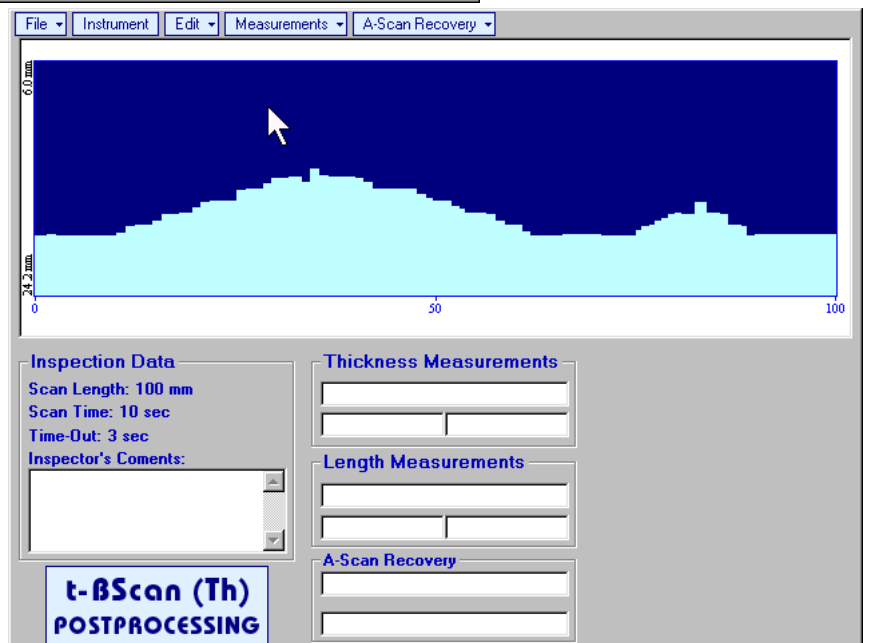 File Instrument Edit Measurements A-Scan Recovery
6.0 mm
24.2 mm
0 50 100
Inspection Data
Scan Length: 100 mm
Scan Time: 10 sec
Time-Out: 3 sec
Inspector's Coments:
Thickness Measurements
Length Measurements
A-Scan Recovery
t-BScan (Th)
POSTPROCESSING